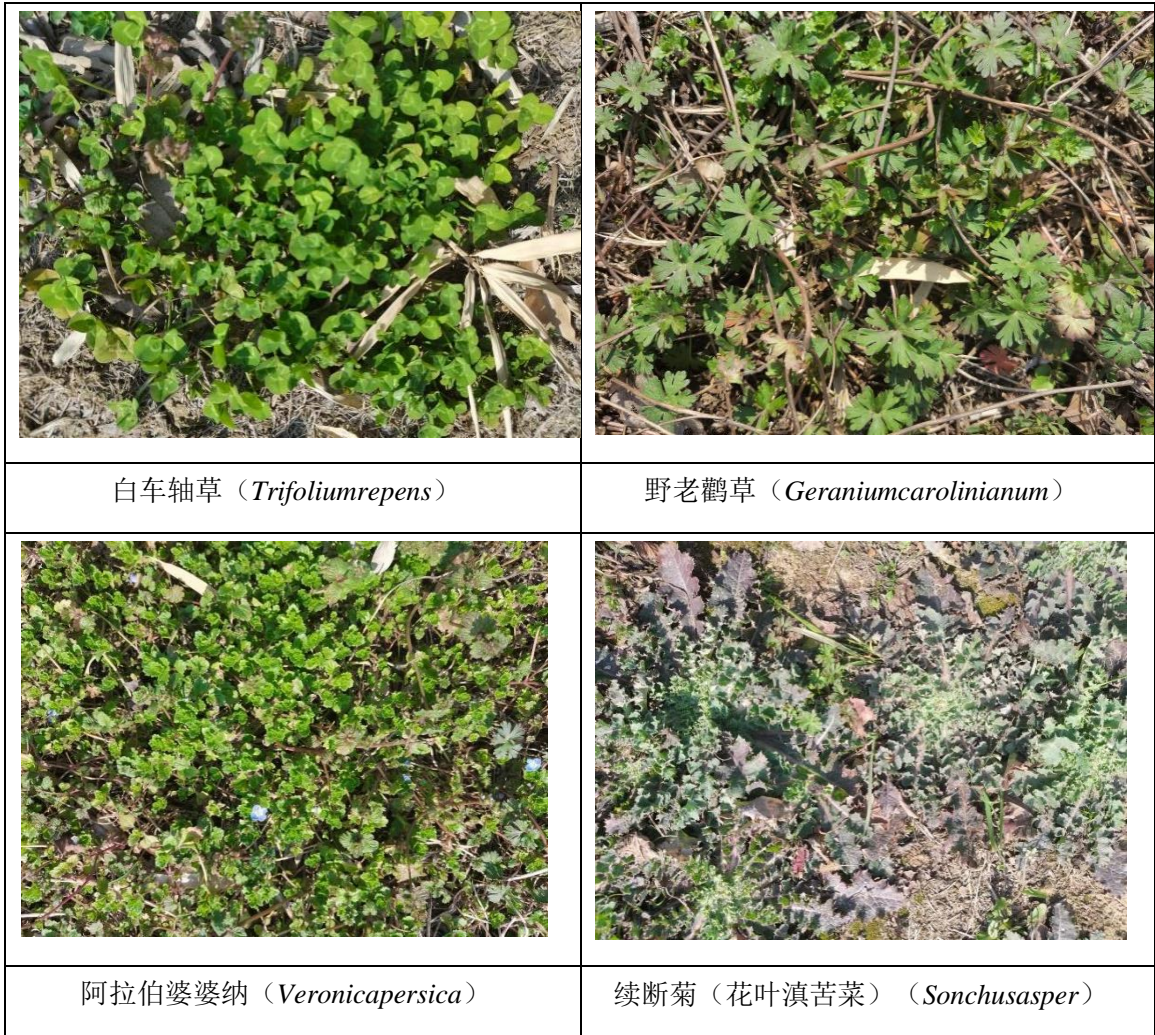 白车轴草（Trifoliumrepens）
野老鹳草（Geraniumcarolinianum）
阿拉伯婆婆纳（Veronicapersica）
续断菊（花叶滇苦菜）（Sonchusasper）